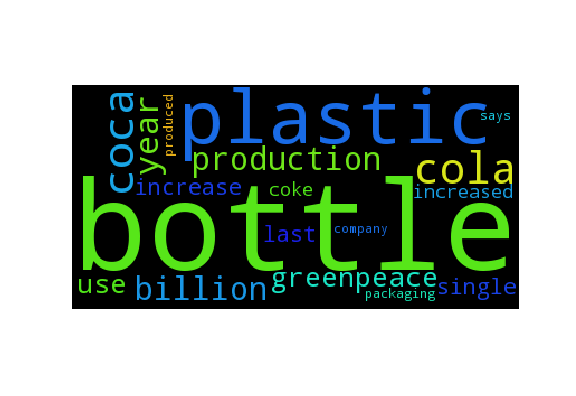 coca
year
produced
plastic
says
production
cola
increase
coke
increased
bottle
last
company
use
billion
greenpeace
packaging
single